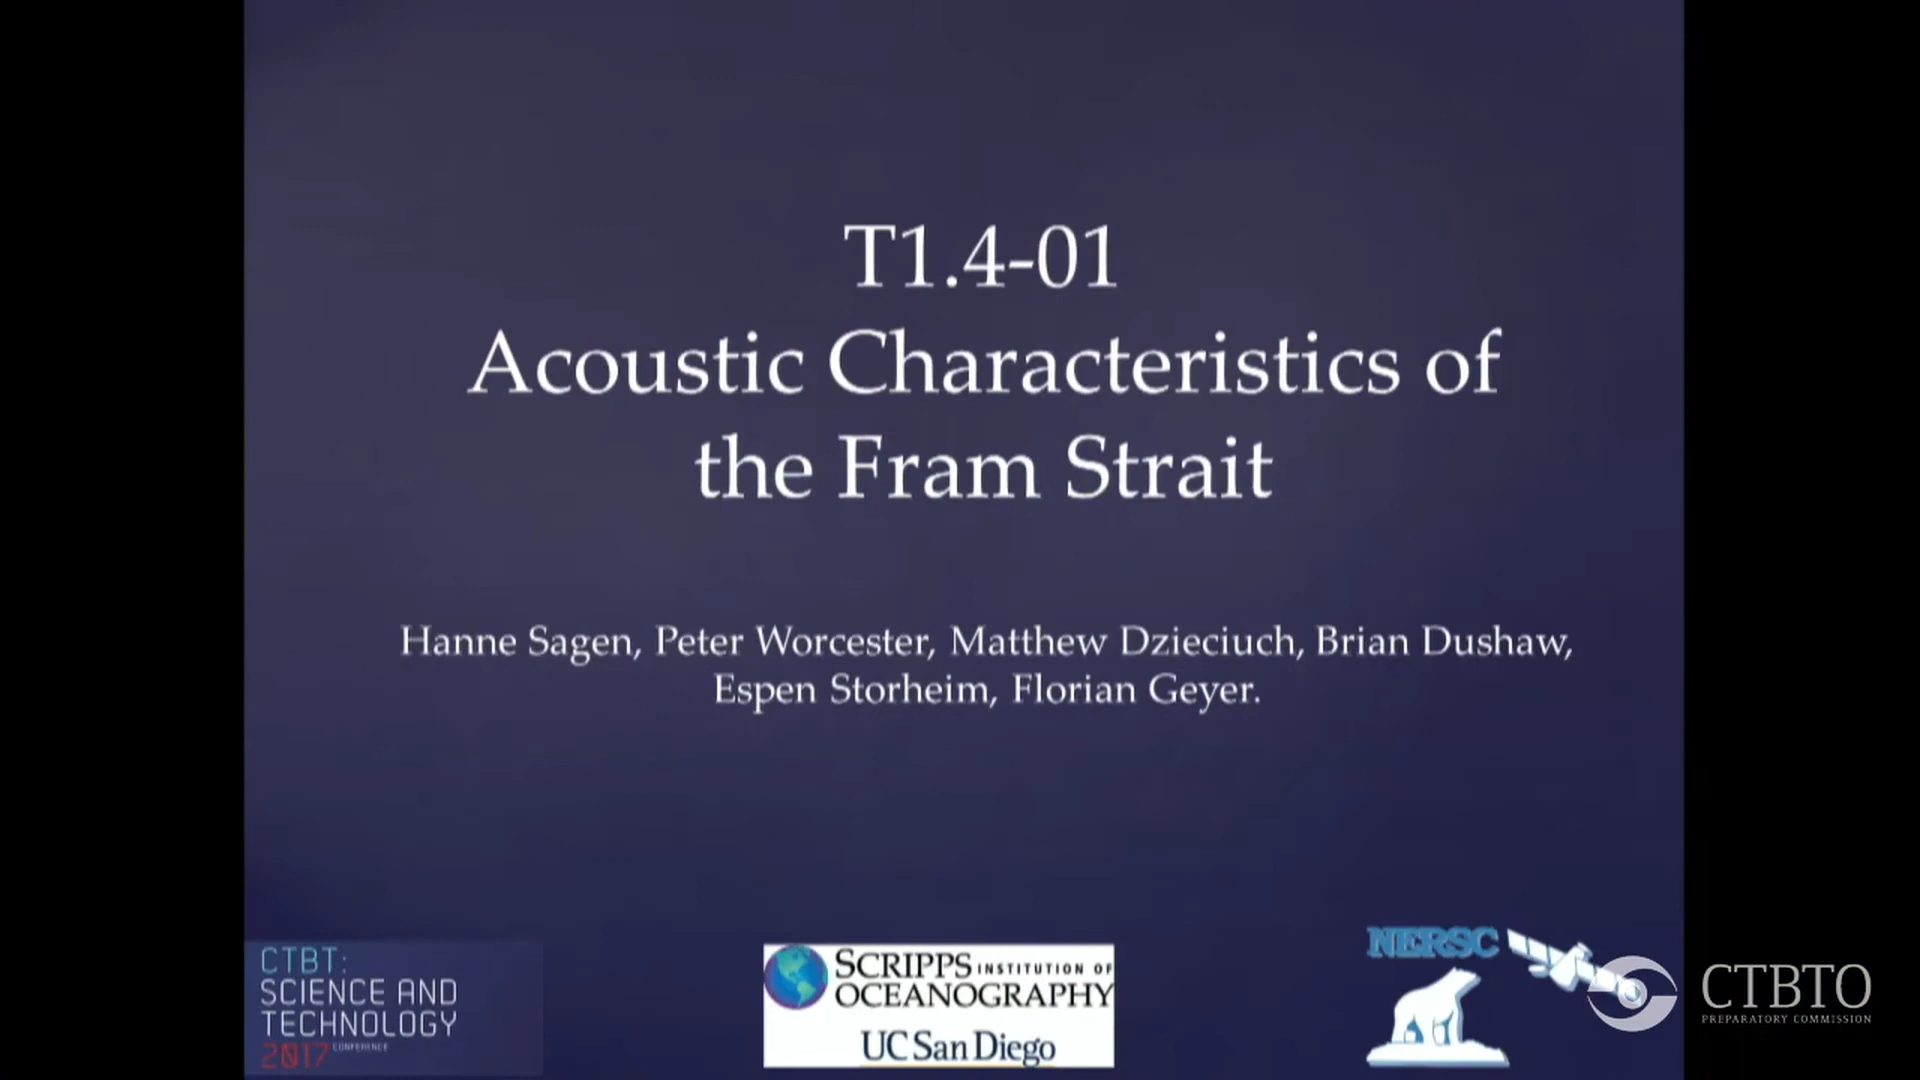 T1.4-01
Acoustic Characteristics of
the Fram Strait
Hanne Sagen, Peter Worcester, Matthew Dzieciuch, Brian Dushaw,
Espen Storheim, Florian Geyer.
CTBT:
SCIENCE AND
TECHNOLOGY
2017 CONFERENCE
SCRIPPS INSTITUTION OF
OCEANOGRAPHY
UC San Diego
NERSC
CTBTO
PREPARATORY COMMISSION